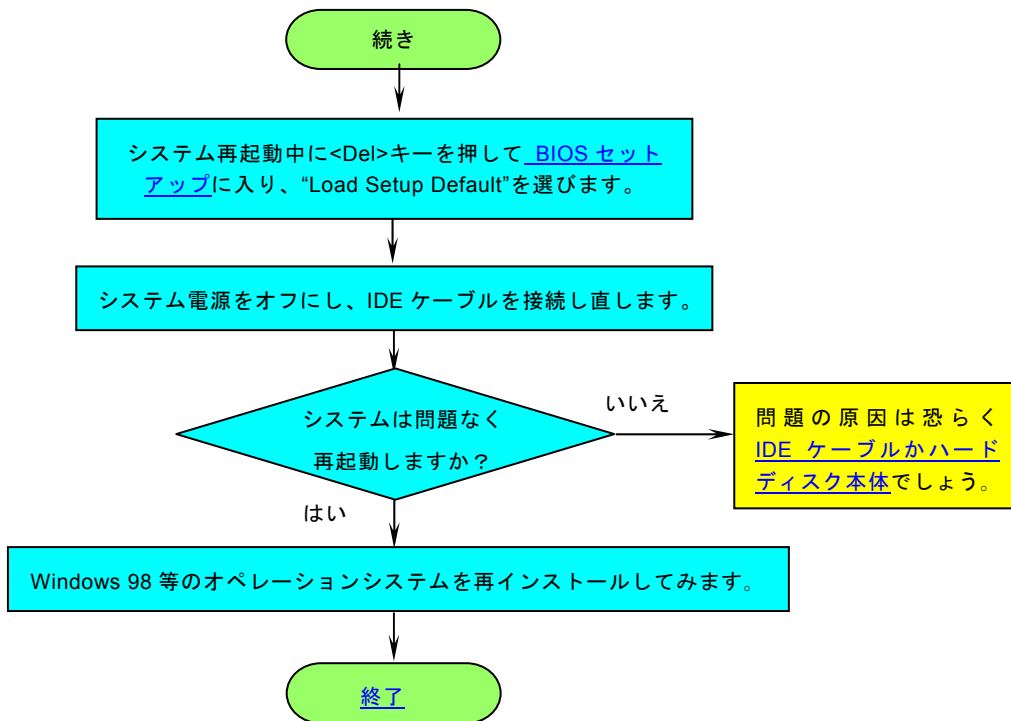 続き
システム再起動中に<Del>キーを押して BIOS セット
アップに入り、“Load Setup Default”を選びます。
システム電源をオフにし、IDE ケーブルを接続し直します。
システムは問題なく
再起動しますか？
いいえ
問題の原因は恐らく
IDE ケーブルかハード
ディスク本体でしょう。
はい
Windows 98 等のオペレーションシステムを再インストールしてみます。
終了